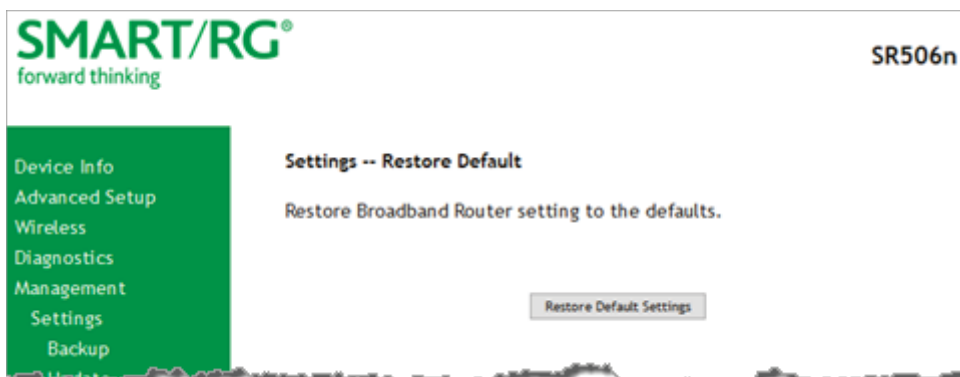 SMART/RG®
forward thinking
SR506n
Device Info
Advanced Setup
Wireless
Diagnostics
Management
Settings
Backup
Update
Settings -- Restore Default
Restore Broadband Router setting to the defaults.
Restore Default Settings